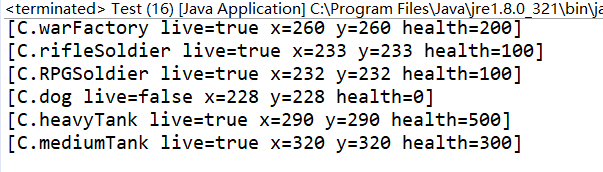 <terminated> Test (16) [Java Application] C:\Program Files\Java\jre1.8.0_321\bin\ja
[C.warFactory live=true x=260 y=260 health=200]
[C.rifleSoldier live=true x=233 y=233 health=100]
[C.RPGSoldier live=true x=232 y=232 health=100]
[C.dog live=false x=228 y=228 health=0]
[C.heavyTank live=true x=290 y=290 health=500]
[C.mediumTank live=true x=320 y=320 health=300]